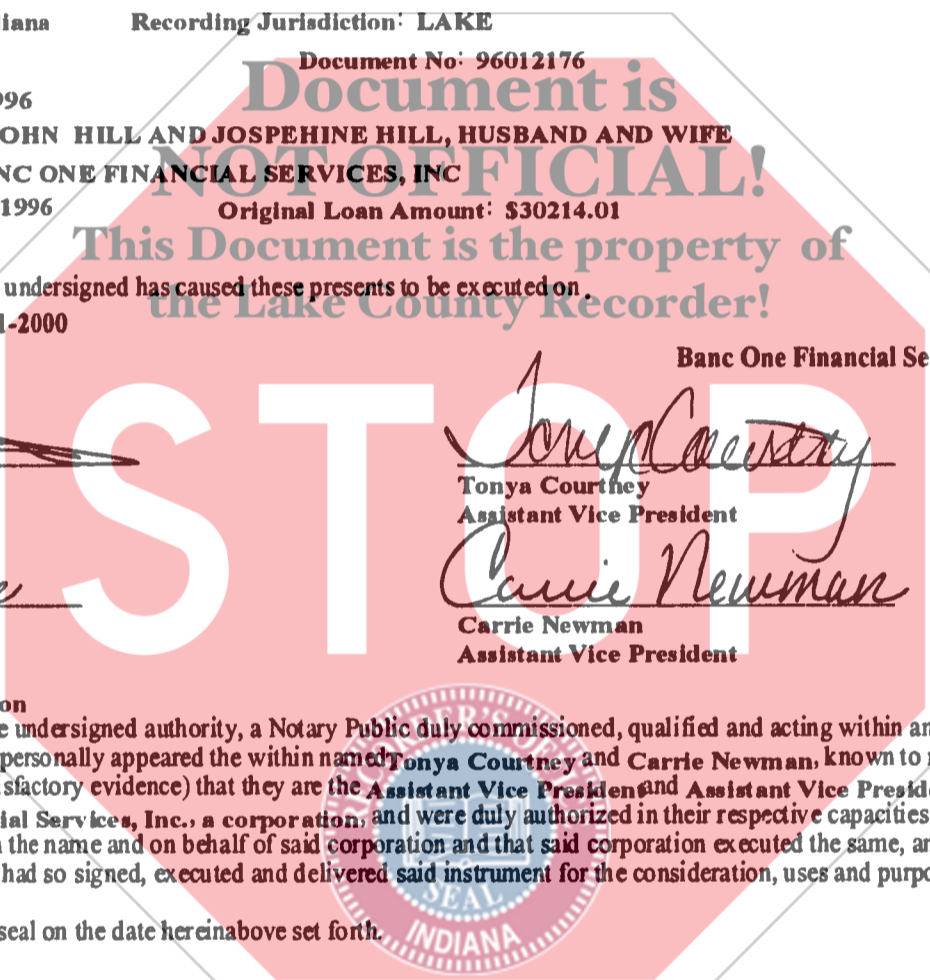 iana Recording Jurisdiction: LAKE
Document No: 96012176
Document is
996
OHN HILL AND JOSPEHINE HILL, HUSBAND AND WIFE
NOT OFFICIAL!
NC ONE FINANCIAL SERVICES, INC
1996 Original Loan Amount: $30214.01
This Document is the property of
undersigned has caused these presents to be executed on .
the Lake County Recorder!
1-2000
Banc One Financial Se
STOP
Tonya Courtney
Tonya Courtney
Assistant Vice President
Carrie Newman
Carrie Newman
Assistant Vice President
on
e undersigned authority, a Notary Public duly commissioned, qualified and acting within an
personally appeared the within named Tonya Courtney and Carrie Newman, known to
sfactory evidence) that they are the Assistant Vice President and Assistant Vice Presid
ial Services, Inc., a corporation, and were duly authorized in their respective capacities
the name and on behalf of said corporation and that said corporation executed the same, an
had so signed, executed and delivered said instrument for the consideration, uses and purpo
seal on the date hereinabove set forth.
RECORDER'S OFFICE
SEAL
INDIANA